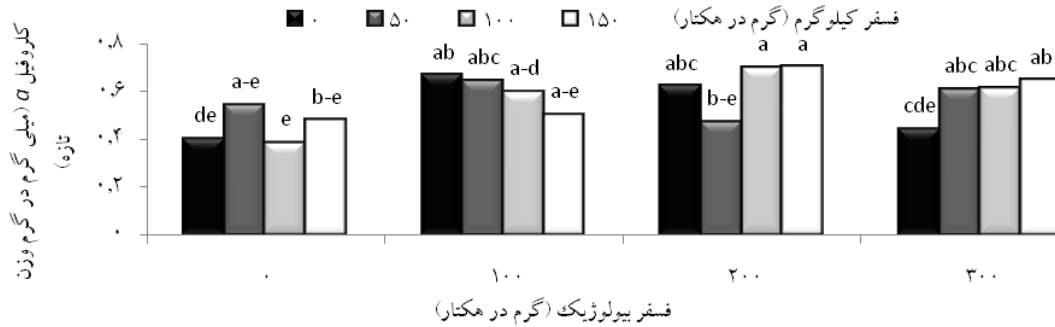 فسفر کیلوگرم (گرم در هکتار)
۰ ۵۰ ۱۰۰ ۱۵۰
کلروفیل a (میلی گرم در گرم وزن
تازه)
۰,۸
۰,۶
۰,۴
۰,۲
۰
de a-e e b-e
ab abc a-d a-e
abc b-e a a
cde abc abc ab
۰ ۱۰۰ ۲۰۰ ۳۰۰
فسفر بیولوژیک (گرم در هکتار)